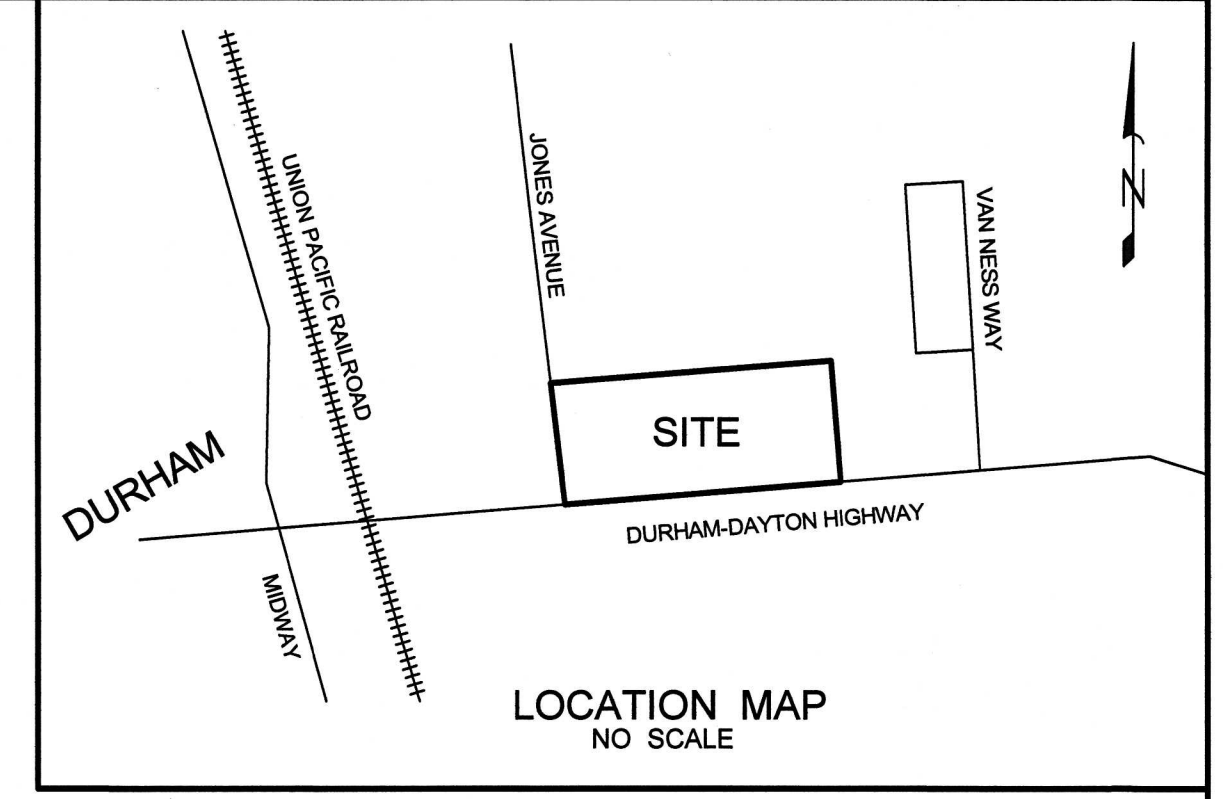 JONES AVENUE
UNION PACIFIC RAILROAD
N
VAN NESS WAY
SITE
DURHAM
DURHAM-DAYTON HIGHWAY
MIDWAY
LOCATION MAP
NO SCALE